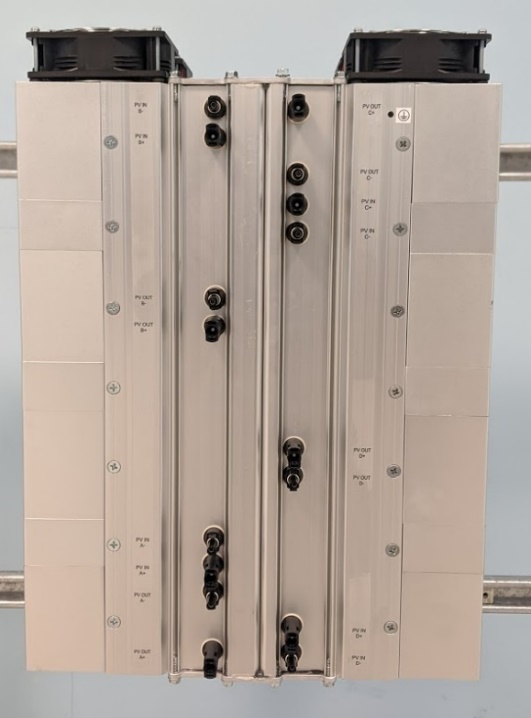 PV IN
B-
PV IN
B+
PV OUT
B-
PV OUT
B+
PV IN
A-
PV IN
A+
PV OUT
A-
PV OUT
A+
PV OUT
C+
PV OUT
C-
PV IN
C+
PV IN
C-
PV OUT
D+
PV OUT
D-
PV IN
D+
PV IN
D-